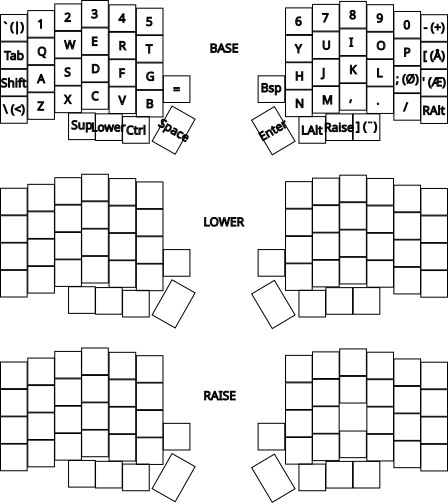 ` (|) 1 2 3 4 5 6 7 8 9 0 - (+)
Tab Q W E R T BASE Y U I O P [ (Å)
Shift A S D F G = Bsp H J K L ; (Ø) ' (Æ)
\ (<) Z X C V B N M , . / RAlt
Sup Lower Ctrl Space Enter LAlt Raise ] (¨)
LOWER
RAISE